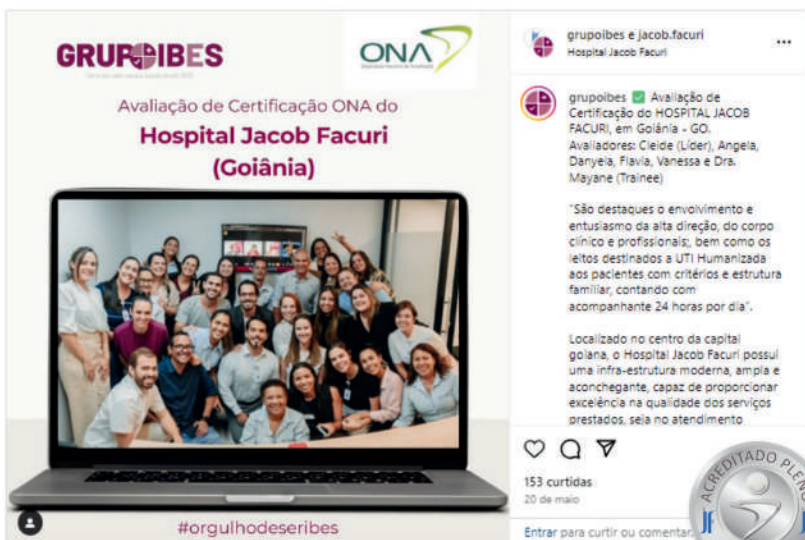 GRUPOIBES
ONA
Avaliação de Certificação ONA do
Hospital Jacob Facuri
(Goiânia)
#orgulhodeseribes
grupoibes e jacob.facuri
Hospital Jacob Facuri
grupoibes ✅ Avaliação de
Certificação do HOSPITAL JACOB
FACURI, em Goiânia - GO.
Avaliadores: Cleide (Líder), Angela,
Danyela, Flavia, Vanessa e Dra.
Mayane (Trainee)
"São destaques o envolvimento e
entusiasmo da alta direção, do corpo
clínico e profissionais;, bem como os
leitos destinados a UTI Humanizada
aos pacientes com critérios e estrutura
familiar, contando com
acompanhante 24 horas por dia".
Localizado no centro da capital
goiana, o Hospital Jacob Facuri possui
uma infra-estrutura moderna, ampla e
aconchegante, capaz de proporcionar
excelência na qualidade dos serviços
prestados, seja no atendimento
153 curtidas
20 de maio
Entrar para curtir ou comentar.
ACREDITADO PLENO
JF